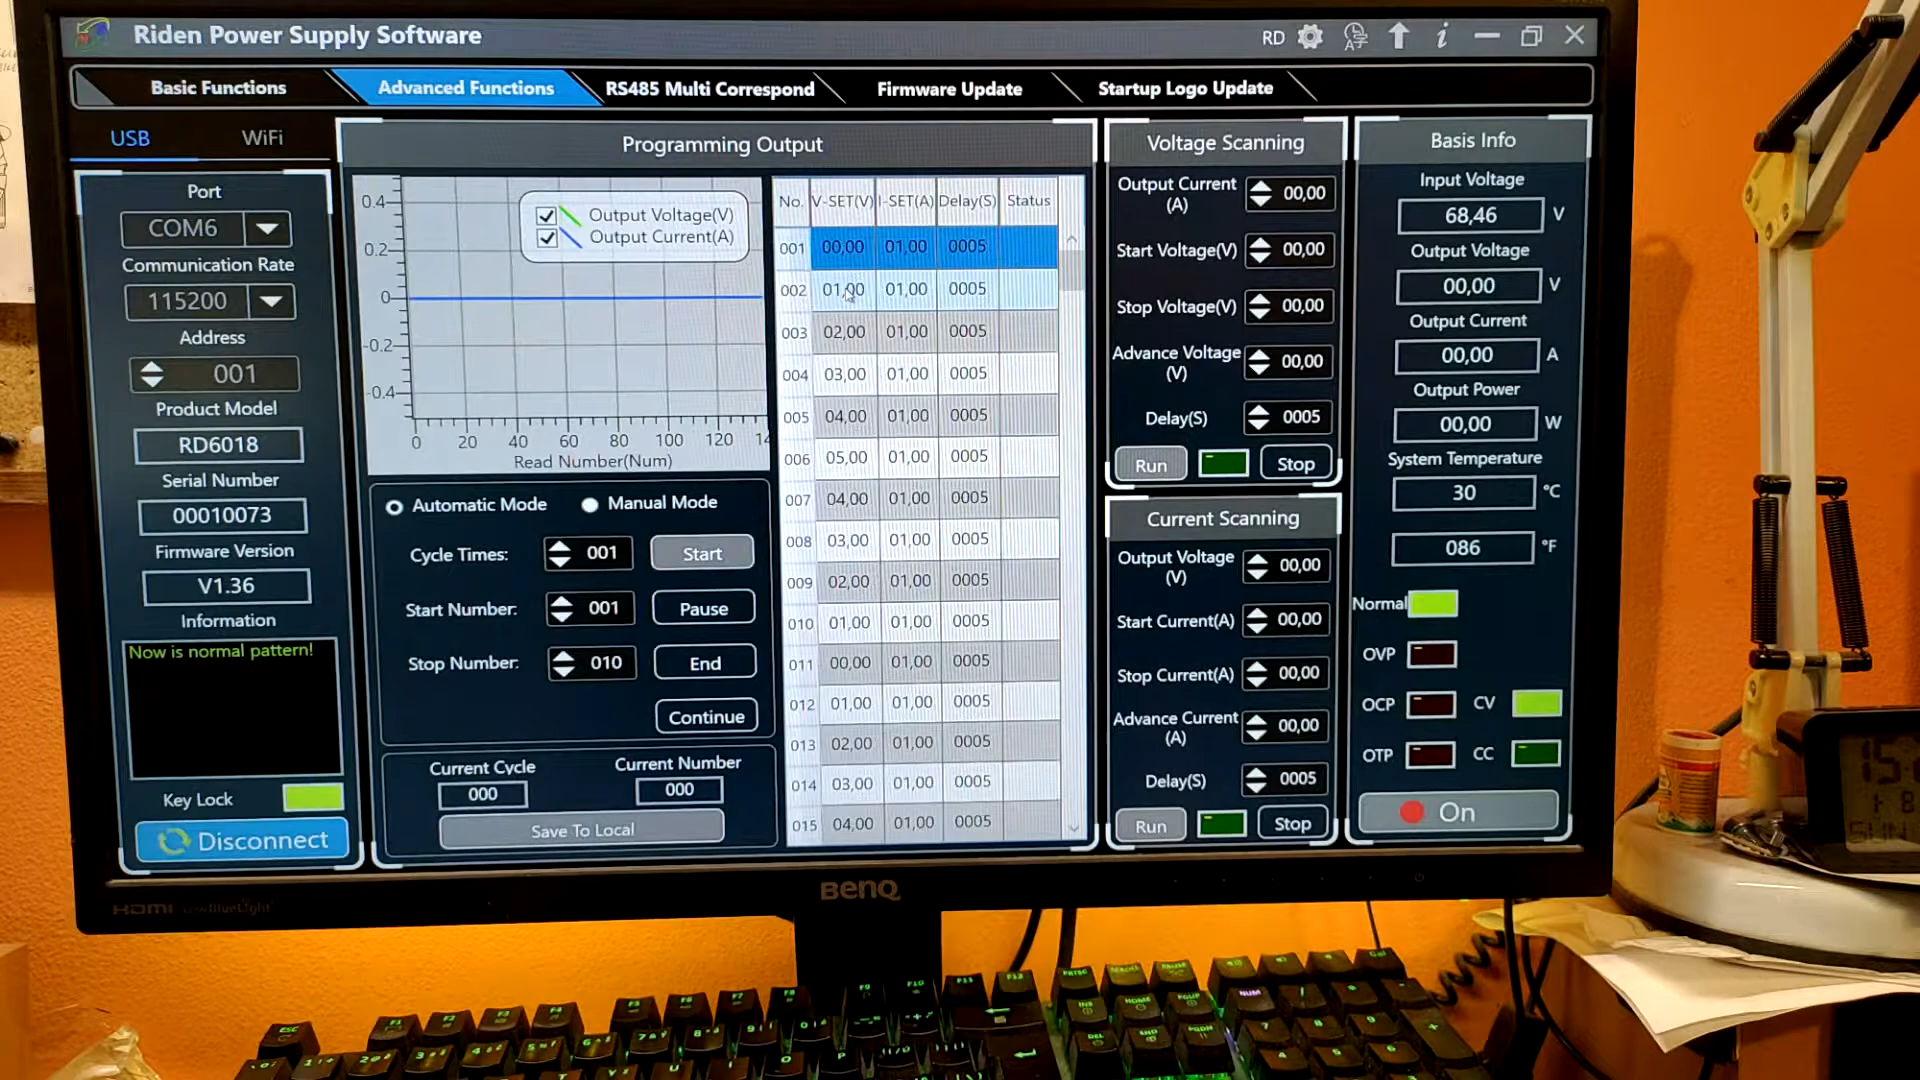 Riden Power Supply Software
RD
Basic Functions
Advanced Functions
RS485 Multi Correspond
Firmware Update
Startup Logo Update
USB
WiFi
Port
COM6
Communication Rate
115200
Address
001
Product Model
RD6018
Serial Number
00010073
Firmware Version
V1.36
Information
Now is normal pattern!
Key Lock
Disconnect
Programming Output
0.4
0.2
0
-0.2
-0.4
Output Voltage(V)
Output Current(A)
0 20 40 60 80 100 120 14
Read Number(Num)
Automatic Mode
Manual Mode
Cycle Times: 001 Start
Start Number: 001 Pause
Stop Number: 010 End
Continue
Current Cycle
000
Current Number
000
Save To Local
No. V-SET(V) I-SET(A) Delay(S) Status
001 00,00 01,00 0005
002 01,00 01,00 0005
003 02,00 01,00 0005
004 03,00 01,00 0005
005 04,00 01,00 0005
006 05,00 01,00 0005
007 04,00 01,00 0005
008 03,00 01,00 0005
009 02,00 01,00 0005
010 01,00 01,00 0005
011 00,00 01,00 0005
012 01,00 01,00 0005
013 02,00 01,00 0005
014 03,00 01,00 0005
015 04,00 01,00 0005
Voltage Scanning
Output Current
(A) 00,00
Start Voltage(V) 00,00
Stop Voltage(V) 00,00
Advance Voltage
(V) 00,00
Delay(S) 0005
Run Stop
Current Scanning
Output Voltage
(V) 00,00
Start Current(A) 00,00
Stop Current(A) 00,00
Advance Current
(A) 00,00
Delay(S) 0005
Run Stop
Basis Info
Input Voltage
68,46 V
Output Voltage
00,00 V
Output Current
00,00 A
Output Power
00,00 W
System Temperature
30 °C
086 °F
Normal
OVP
OCP CV
OTP CC
On
BenQ
HDMI
SUN